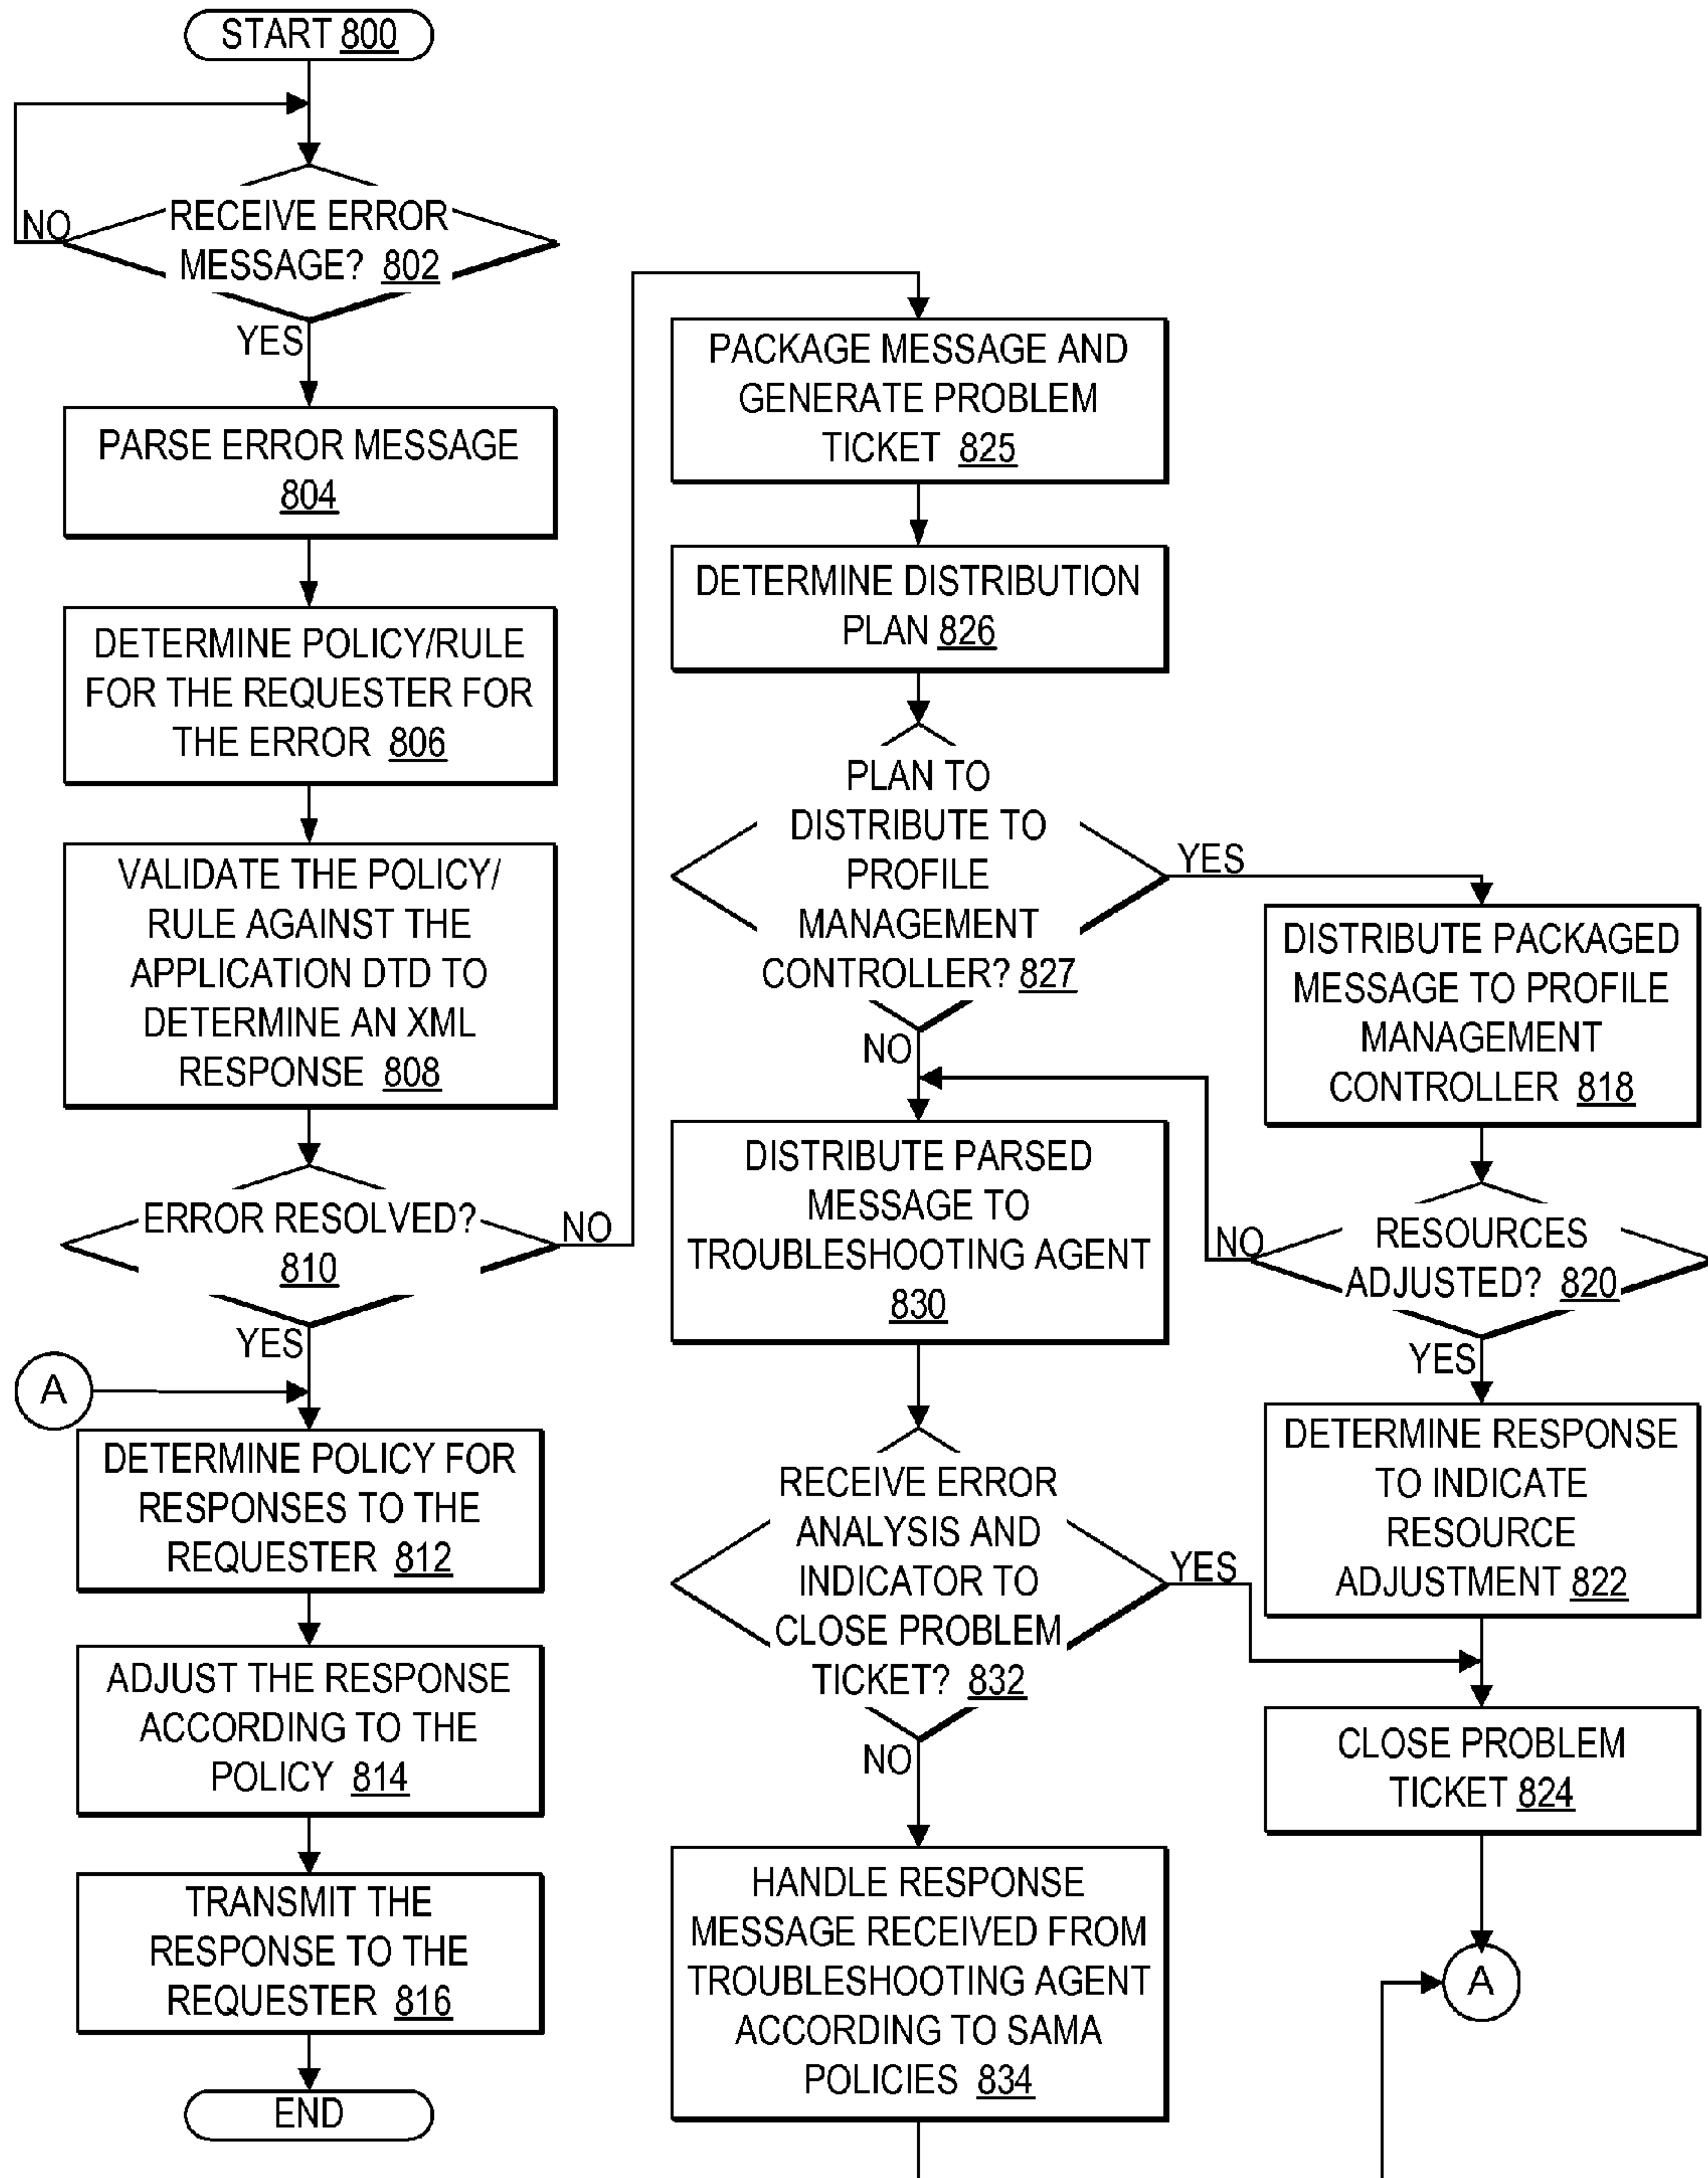 START 800
RECEIVE ERROR
MESSAGE? 802
NO
YES
PARSE ERROR MESSAGE
804
DETERMINE POLICY/RULE
FOR THE REQUESTER FOR
THE ERROR 806
VALIDATE THE POLICY/
RULE AGAINST THE
APPLICATION DTD TO
DETERMINE AN XML
RESPONSE 808
ERROR RESOLVED?
810
NO
YES
A
DETERMINE POLICY FOR
RESPONSES TO THE
REQUESTER 812
ADJUST THE RESPONSE
ACCORDING TO THE
POLICY 814
TRANSMIT THE
RESPONSE TO THE
REQUESTER 816
END
PACKAGE MESSAGE AND
GENERATE PROBLEM
TICKET 825
DETERMINE DISTRIBUTION
PLAN 826
PLAN TO
DISTRIBUTE TO
PROFILE
MANAGEMENT
CONTROLLER? 827
YES
NO
DISTRIBUTE PARSED
MESSAGE TO
TROUBLESHOOTING AGENT
830
RECEIVE ERROR
ANALYSIS AND
INDICATOR TO
CLOSE PROBLEM
TICKET? 832
YES
NO
HANDLE RESPONSE
MESSAGE RECEIVED FROM
TROUBLESHOOTING AGENT
ACCORDING TO SAMA
POLICIES 834
DISTRIBUTE PACKAGED
MESSAGE TO PROFILE
MANAGEMENT
CONTROLLER 818
RESOURCES
ADJUSTED? 820
NO
YES
DETERMINE RESPONSE
TO INDICATE
RESOURCE
ADJUSTMENT 822
CLOSE PROBLEM
TICKET 824
A